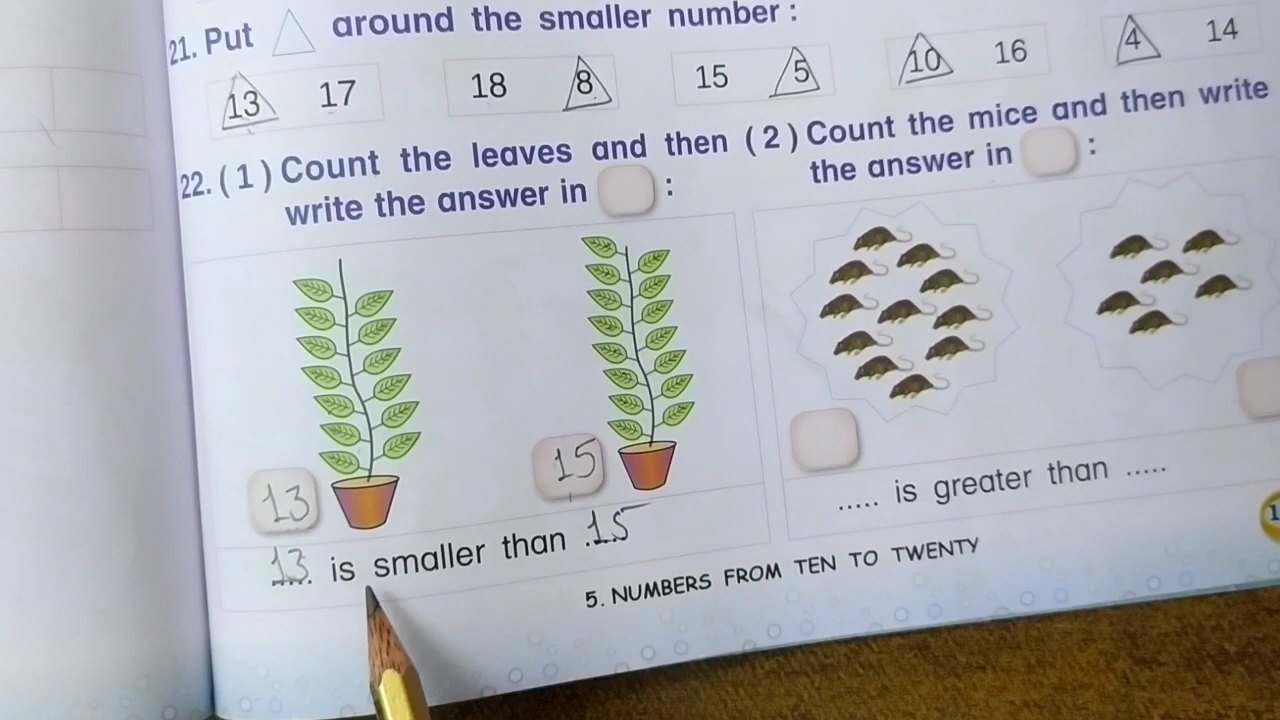 21. Put △ around the smaller number :
13 17 18 8 15 5 10 16 4 14
22. (1) Count the leaves and then
write the answer in :
13 15
13 is smaller than 15
(2) Count the mice and then write
the answer in :
..... is greater than .....
5. NUMBERS FROM TEN TO TWENTY